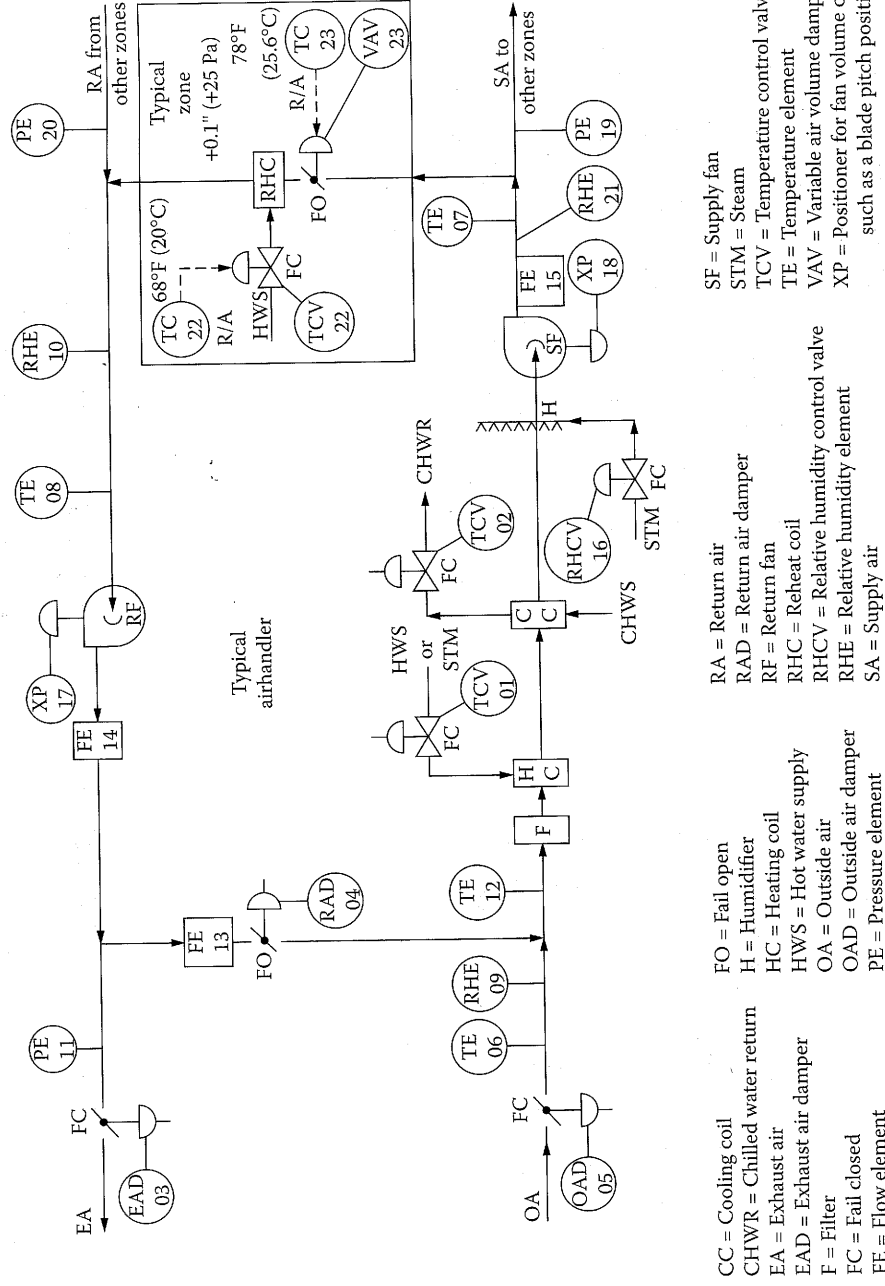 EA
EAD
03
FC
PE
11
FE
13
FO
RAD
04
FE
14
XP
17
RF
TE
08
RHE
10
PE
20
RA from
other zones
Typical
airhandler
Typical
zone
+0.1" (+25 Pa)
78°F
(25.6°C)
TC
22
68°F (20°C)
R/A
HWS
FC
TCV
22
RHC
FO
R/A
TC
23
VAV
23
OA
OAD
05
FC
TE
06
RHE
09
TE
12
F
H
C
FC
TCV
01
HWS
or
STM
C
C
CHWS
FC
TCV
02
CHWR
RHCV
16
STM
FC
H
SF
FE
15
XP
18
TE
07
RHE
21
PE
19
SA to
other zones
CC = Cooling coil
CHWR = Chilled water return
EA = Exhaust air
EAD = Exhaust air damper
F = Filter
FC = Fail closed
FE = Flow element
FO = Fail open
H = Humidifier
HC = Heating coil
HWS = Hot water supply
OA = Outside air
OAD = Outside air damper
PE = Pressure element
RA = Return air
RAD = Return air damper
RF = Return fan
RHC = Reheat coil
RHCV = Relative humidity control valve
RHE = Relative humidity element
SA = Supply air
SF = Supply fan
STM = Steam
TCV = Temperature control
TE = Temperature element
VAV = Variable air volume
XP = Positioner for fan volume
such as a blade pitch